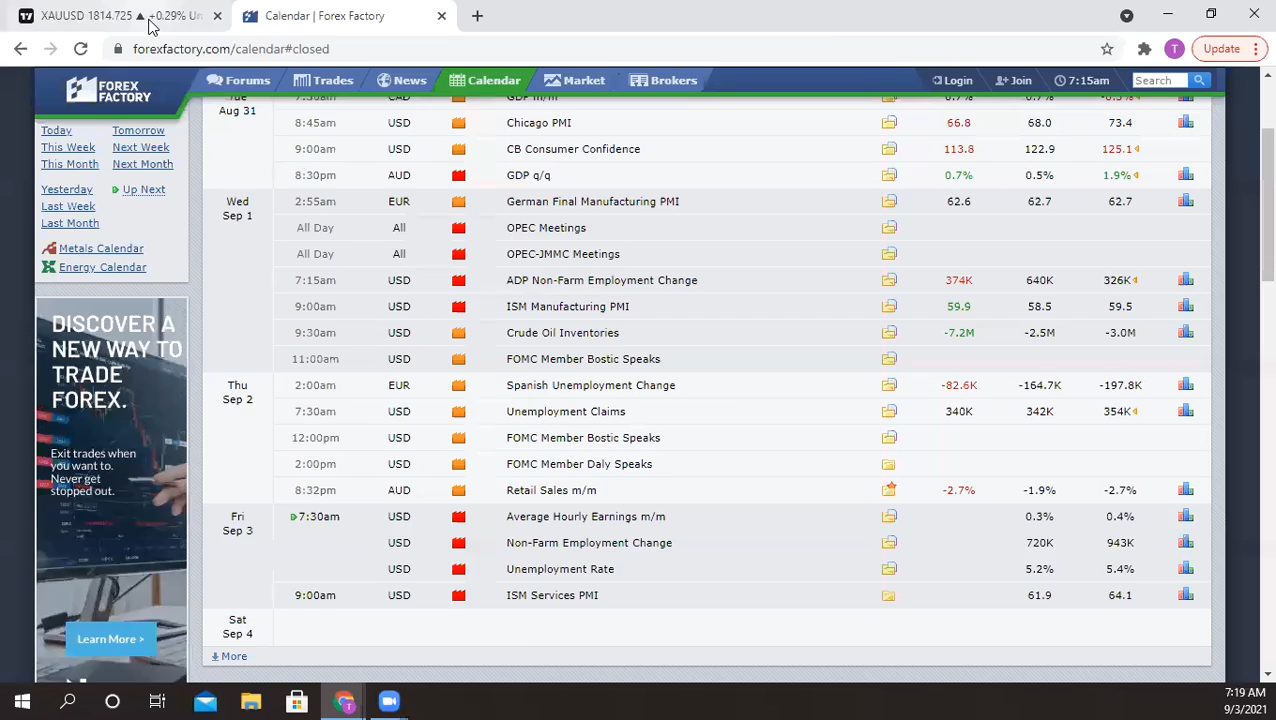 XAUUSD 1814.725 ▲ +0.29% Un
Calendar | Forex Factory
forexfactory.com/calendar#closed
T
Update
FOREX FACTORY
Forums Trades News Calendar Market Brokers Login Join 7:15am Search
Today Tomorrow
This Week Next Week
This Month Next Month
Yesterday Up Next
Last Week
Last Month
Metals Calendar
Energy Calendar
DISCOVER A
NEW WAY TO
TRADE
FOREX.
Exit trades when
you want to.
Never get
stopped out.
Learn More >
Tue 7:30am CAD GDP m/m 0.7% 0.7% -0.3%
Aug 31
8:45am USD Chicago PMI 66.8 68.0 73.4
9:00am USD CB Consumer Confidence 113.8 122.9 125.1
8:30pm AUD GDP q/q 0.7% 0.5% 1.9%
Wed Sep 1 2:55am EUR German Final Manufacturing PMI 62.6 62.7 62.7
All Day All OPEC Meetings
All Day All OPEC-JMMC Meetings
7:15am USD ADP Non-Farm Employment Change 374K 640K 326K
9:00am USD ISM Manufacturing PMI 59.9 58.5 59.5
9:30am USD Crude Oil Inventories -7.2M -2.5M -3.0M
11:00am USD FOMC Member Bostic Speaks
Thu Sep 2 2:00am EUR Spanish Unemployment Change -82.6K -164.7K -197.8K
7:30am USD Unemployment Claims 340K 342K 354K
12:00pm USD FOMC Member Bostic Speaks
2:00pm USD FOMC Member Daly Speaks
8:32pm AUD Retail Sales m/m -2.7% -1.9% -2.7%
Fri Sep 3 7:30am USD Average Hourly Earnings m/m 0.3% 0.4%
USD Non-Farm Employment Change 720K 943K
USD Unemployment Rate 5.2% 5.4%
9:00am USD ISM Services PMI 61.9 64.1
Sat
Sep 4
More
7:19 AM
9/3/2021